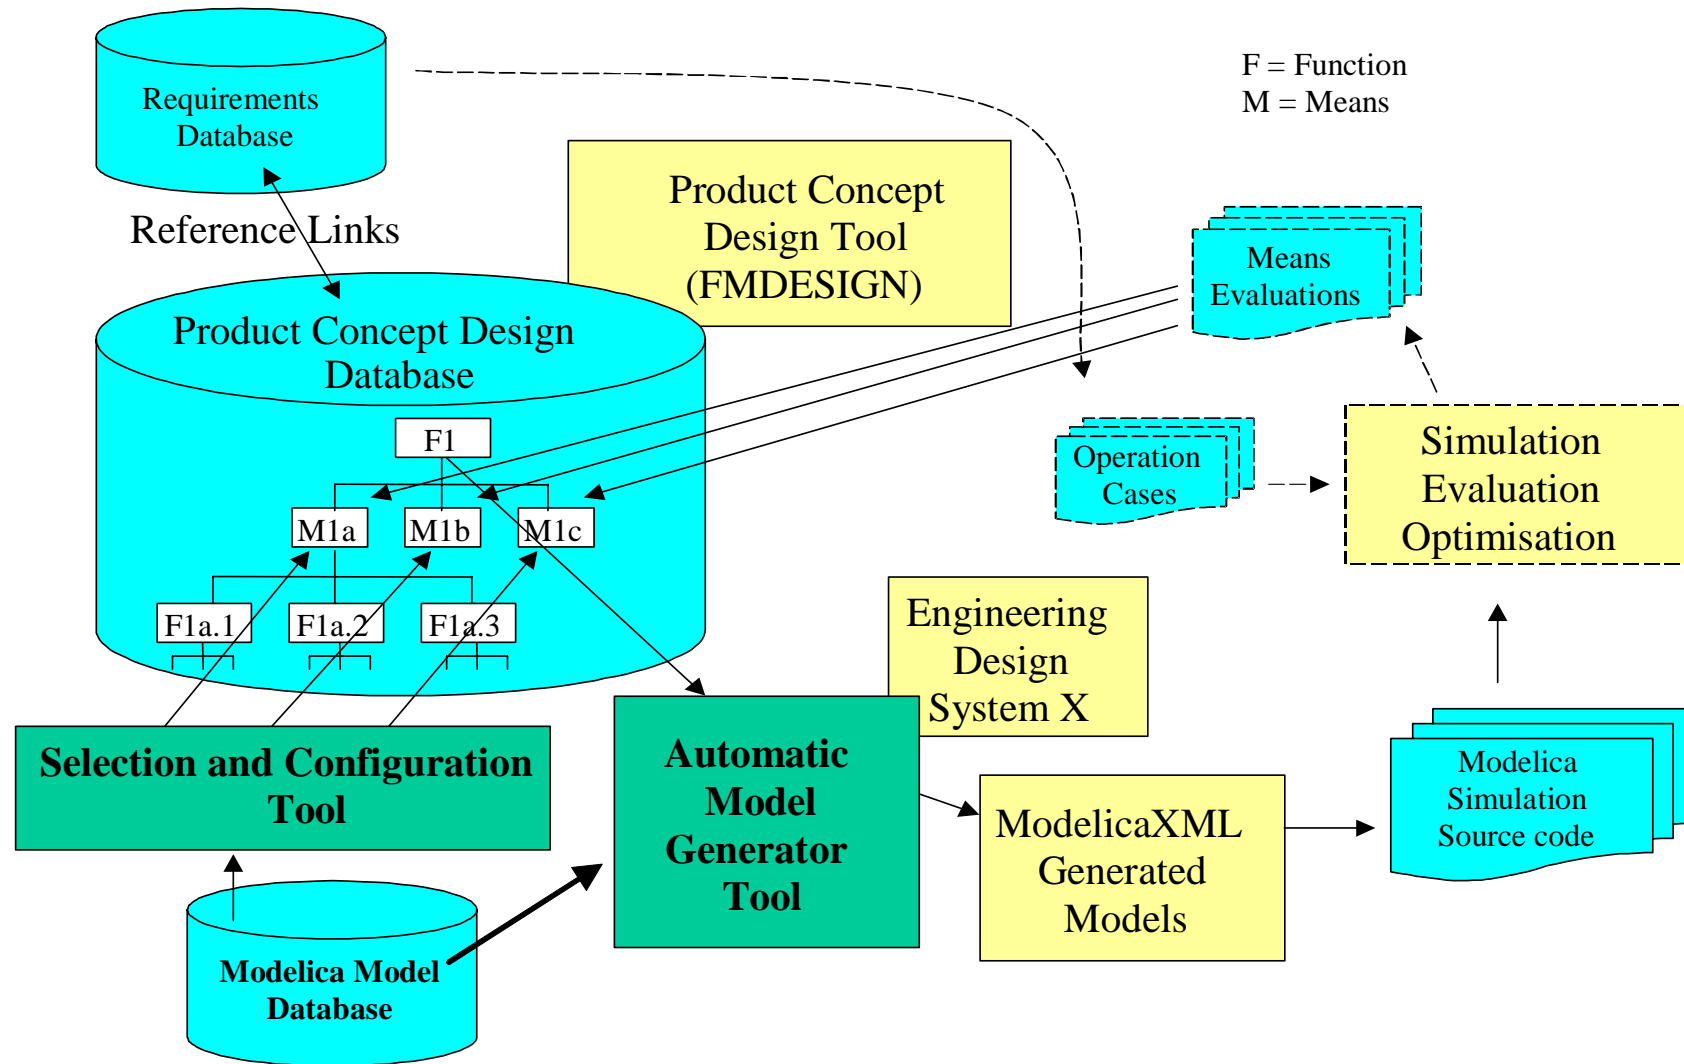 Requirements
Database
F = Function
M = Means
Reference Links
Product Concept
Design Tool
(FMDESIGN)
Means
Evaluations
Product Concept Design
Database
F1
M1a
M1b
M1c
F1a.1
F1a.2
F1a.3
Operation
Cases
Simulation
Evaluation
Optimisation
Engineering
Design
System X
Selection and Configuration
Tool
Automatic
Model
Generator
Tool
ModelicaXML
Generated
Models
Modelica
Simulation
Source code
Modelica Model
Database